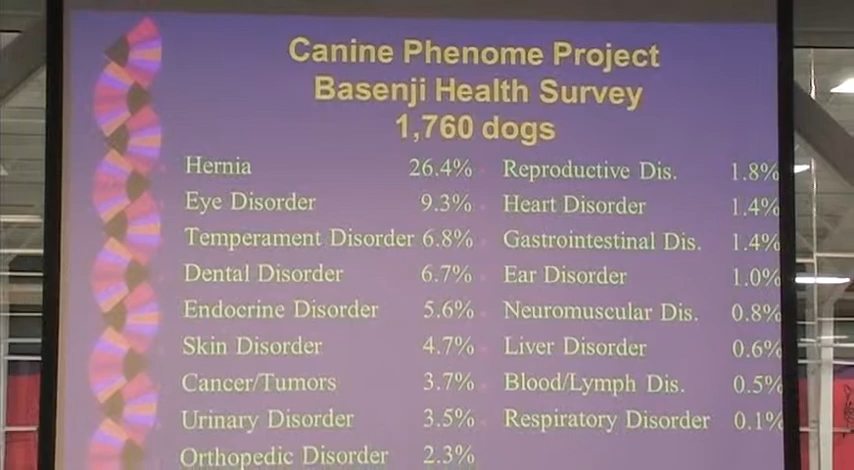 Canine Phenome Project
Basenji Health Survey
1,760 dogs
Hernia 26.4%
Eye Disorder 9.3%
Temperament Disorder 6.8%
Dental Disorder 6.7%
Endocrine Disorder 5.6%
Skin Disorder 4.7%
Cancer/Tumors 3.7%
Urinary Disorder 3.5%
Orthopedic Disorder 2.3%
Reproductive Dis. 1.8%
Heart Disorder 1.4%
Gastrointestinal Dis. 1.4%
Ear Disorder 1.0%
Neuromuscular Dis. 0.8%
Liver Disorder 0.6%
Blood/Lymph Dis. 0.5%
Respiratory Disorder 0.1%